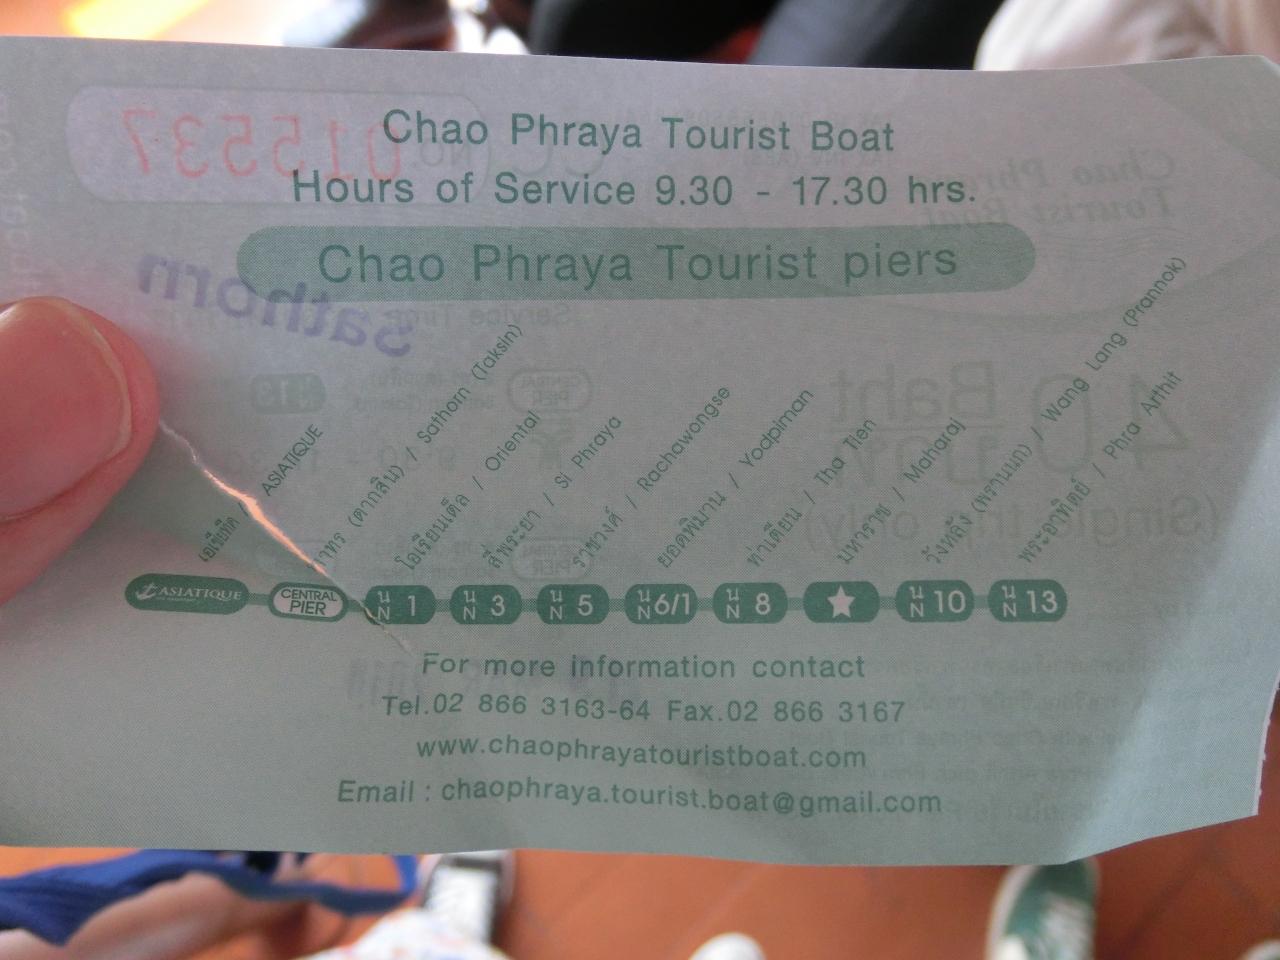 Chao Phraya Tourist Boat
Hours of Service 9.30 - 17.30 hrs.
Chao Phraya Tourist piers
015537
Sathorn
40 Baht
(Single trip only)
เอเชียทีค / ASIATIQUE
(ตากสิน) / Sathorn (Taksin)
โอเรียนเต็ล / Oriental
สี่พระยา / Si Phraya
ราชวงศ์ / Rachawongse
ยอดพิมาน / Yodpiman
ท่าเตียน / Tha Tien
มหาราช / Maharaj
วังหลัง (พรานนก) / Wang Lang (Prannok)
พระอาทิตย์ / Phra Arthit
ASIATIQUE
CENTRAL PIER
น N 1
น N 3
น N 5
น N 6/1
น N 8
น N 10
น N 13
For more information contact
Tel.02 866 3163-64 Fax.02 866 3167
www.chaophrayatouristboat.com
Email : chaophraya.tourist.boat@gmail.com